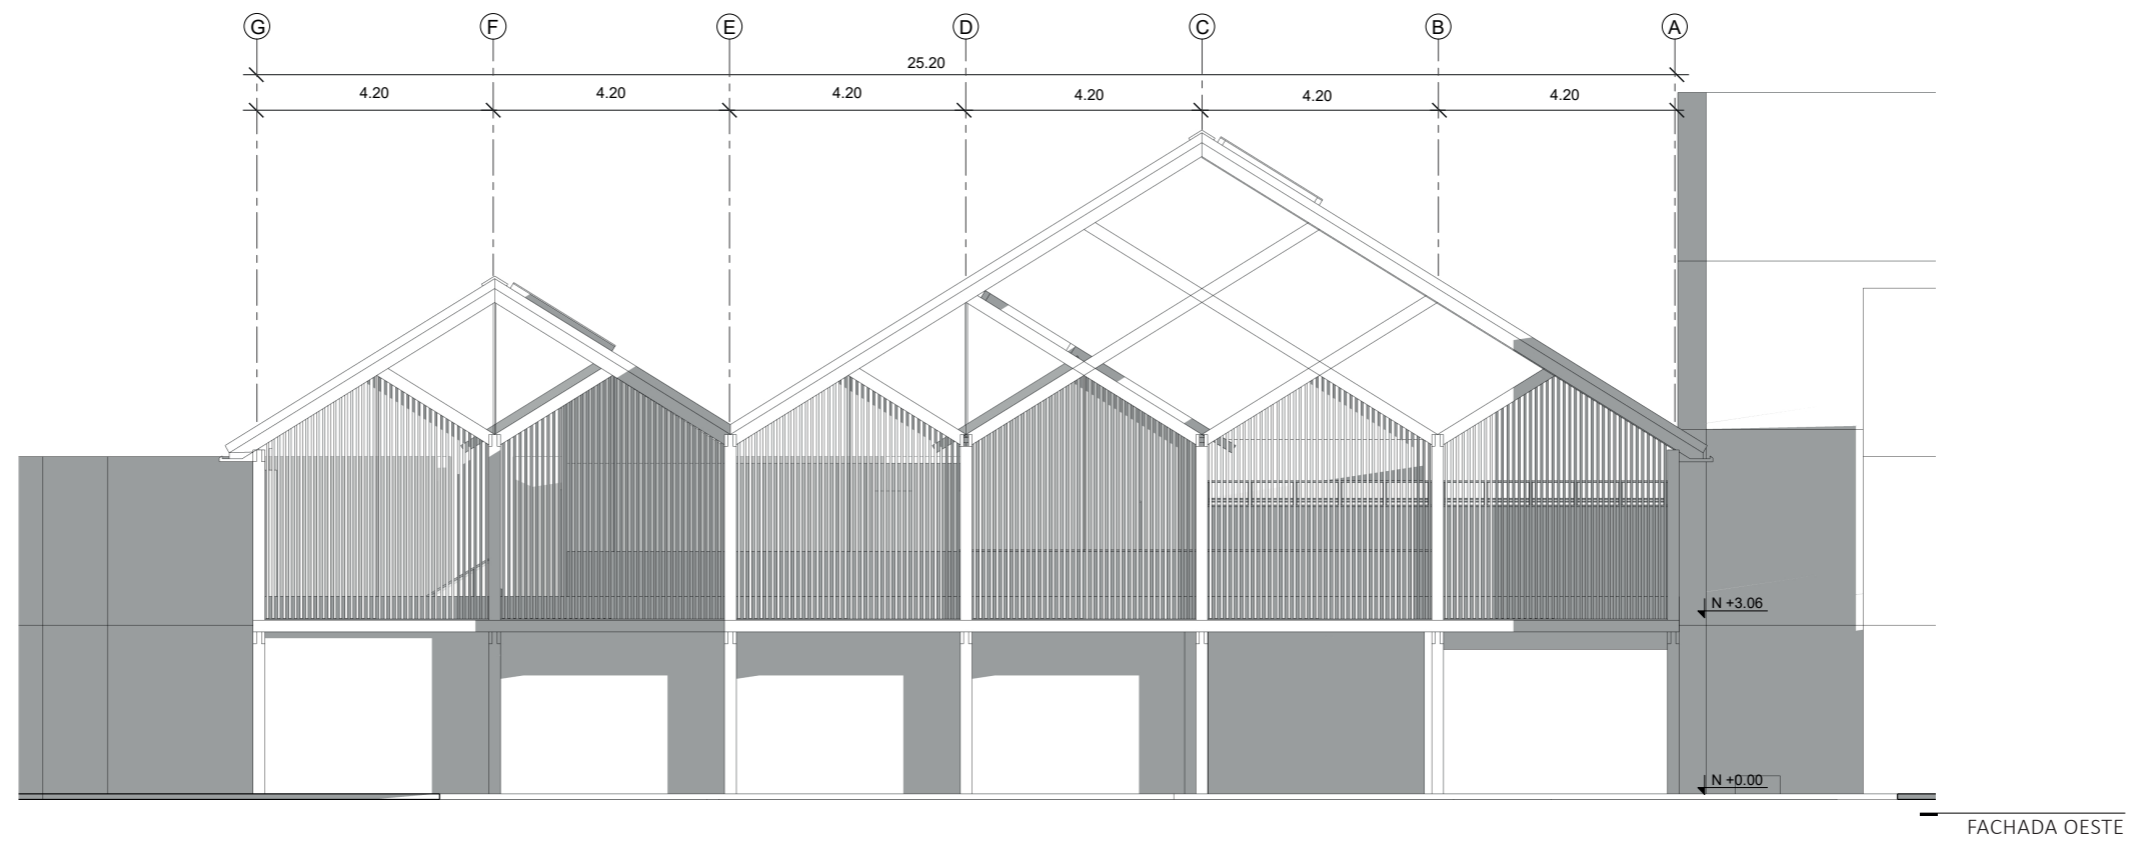 G F E D C B A
25.20
4.20 4.20 4.20 4.20 4.20 4.20
N +3.06
N +0.00
FACHADA OESTE